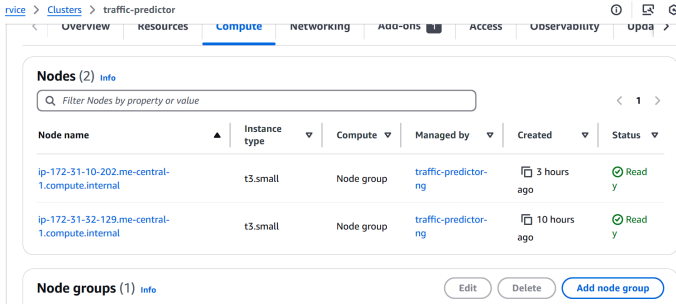 rvice > Clusters > traffic-predictor
Overview Resources Compute Networking Add-ons 1 Access Observability Upda
Nodes (2) Info
Filter Nodes by property or value
1
Node name Instance type Compute Managed by Created Status
ip-172-31-10-202.me-central-
1.compute.internal
t3.small
Node group
traffic-predictor-
ng
3 hours
ago
Read
y
ip-172-31-32-129.me-central-
1.compute.internal
t3.small
Node group
traffic-predictor-
ng
10 hours
ago
Read
y
Node groups (1) Info
Edit
Delete
Add node group